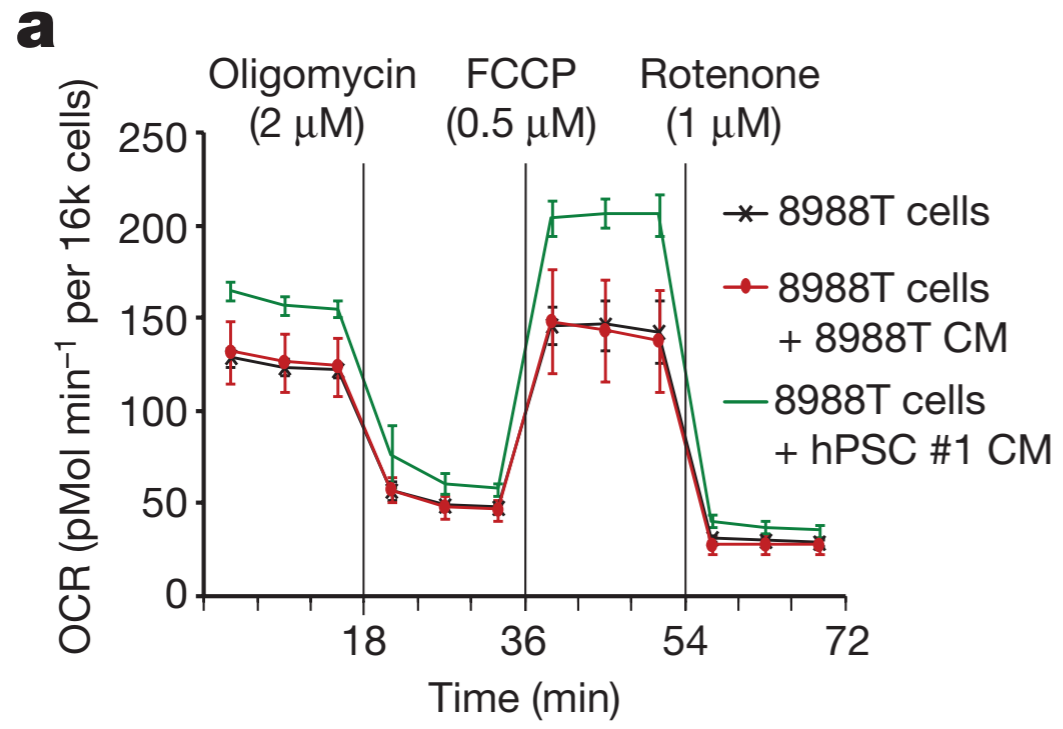 a
Oligomycin
(2 μM)
FCCP
(0.5 μM)
Rotenone
(1 μM)
OCR (pMol min⁻¹ per 16k cells)
250
200
150
100
50
0
18
36
54
72
Time (min)
8988T cells
8988T cells
+ 8988T CM
8988T cells
+ hPSC #1 CM